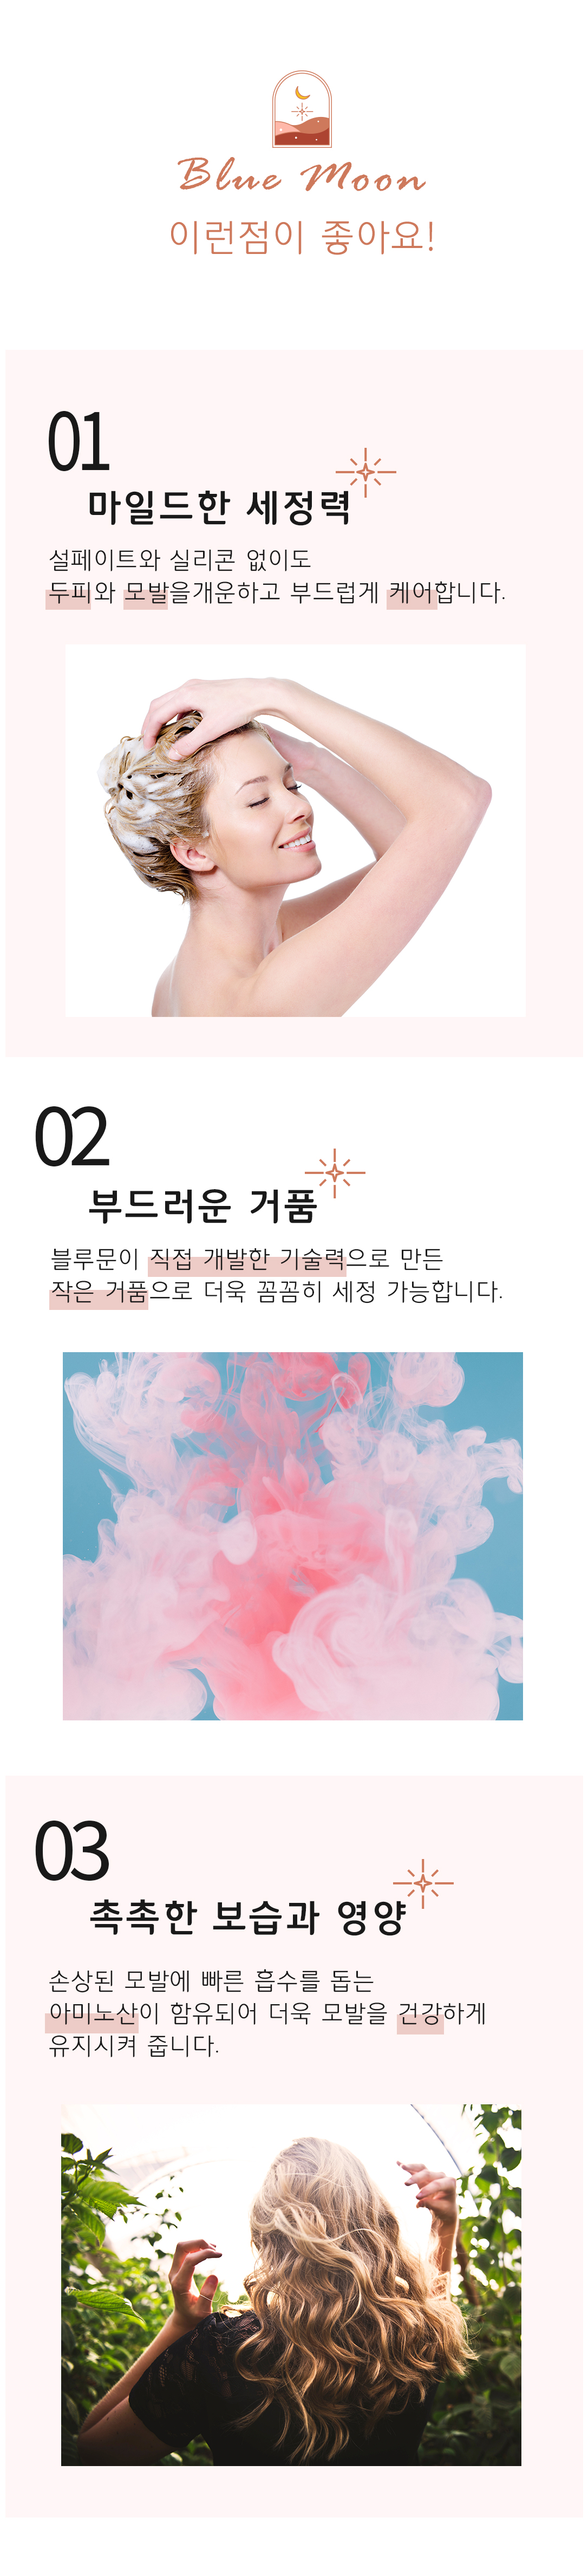 Blue Moon
이런점이 좋아요!
01
마일드한 세정력
설페이트와 실리콘 없이도
두피와 모발을개운하고 부드럽게 케어합니다.
02
부드러운 거품
블루문이 직접 개발한 기술력으로 만든
작은 거품으로 더욱 꼼꼼히 세정 가능합니다.
03
촉촉한 보습과 영양
손상된 모발에 빠른 흡수를 돕는
아미노산이 함유되어 더욱 모발을 건강하게
유지시켜 줍니다.